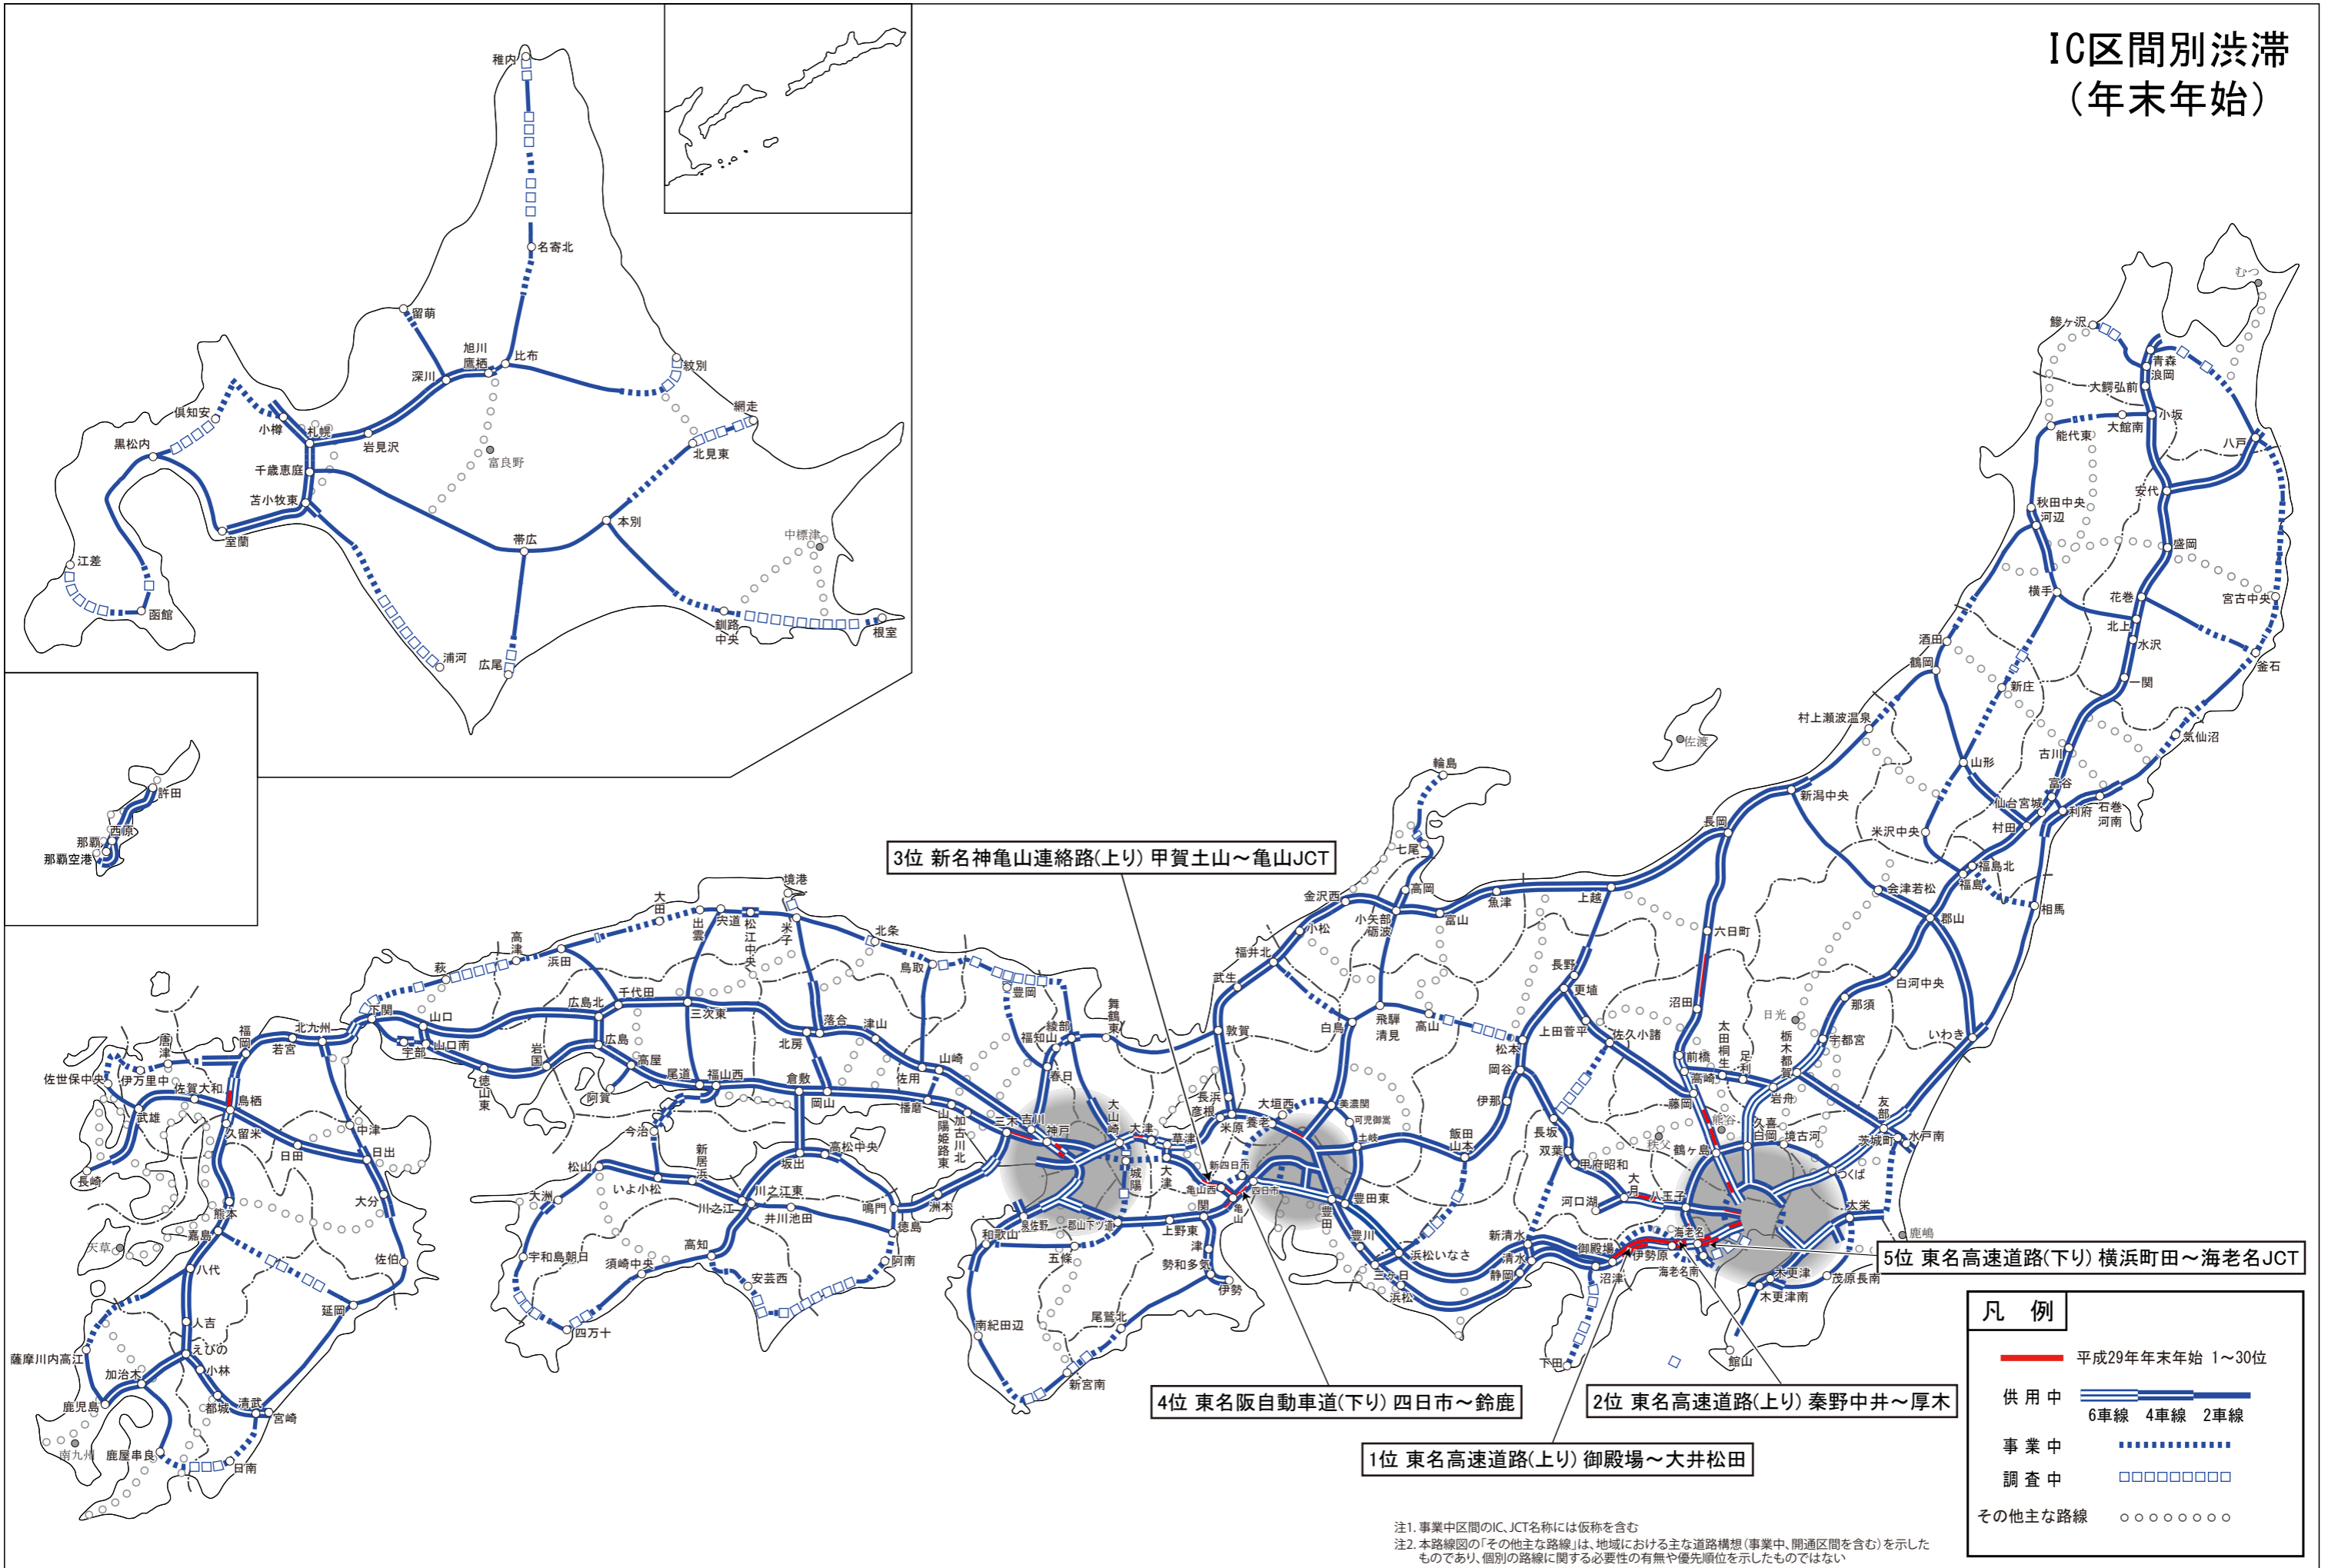 IC区間別渋滞
（年末年始）
稚内
名寄北
留萌
旭川
鷹栖
比布
深川
紋別
網走
倶知安
小樽
札幌
岩見沢
黒松内
北見東
富良野
千歳恵庭
苫小牧東
本別
室蘭
帯広
中標津
江差
函館
釧路
中央
根室
浦河
広尾
許田
西原
那覇
那覇空港
むつ
鰺ヶ沢
青森
浪岡
大鰐弘前
小坂
大館南
能代東
八戸
安代
秋田中央
河辺
盛岡
横手
花巻
宮古中央
北上
水沢
酒田
鶴岡
釜石
新庄
一関
村上瀬波温泉
気仙沼
佐渡
古川
山形
富谷
新潟中央
仙台宮城
利府
石巻
河南
村田
米沢中央
長岡
福島北
福島
会津若松
相馬
郡山
輪島
七尾
高岡
金沢西
魚津
上越
小矢部
砺波
富山
小松
六日町
福井北
武生
長野
更埴
白河中央
那須
沼田
日光
飛騨
清見
高山
白鳥
上田菅平
佐久小諸
太田
桐生
足利
栃木
都賀
宇都宮
いわき
敦賀
松本
前橋
高崎
岡谷
藤岡
岩舟
熊谷
秩父
久喜
白岡
境古河
友部
茨城町
水戸南
伊那
長坂
双葉
甲府昭和
鶴ヶ島
つくば
飯田
山本
大月
河口湖
八王子
大栄
鹿嶋
3位 新名神亀山連絡路(上り) 甲賀土山～亀山JCT
境港
大田
出雲
宍道
松江中央
米子
北条
高津
浜田
鳥取
萩
豊岡
下関
山口
広島北
千代田
三次東
落合
津山
福知山
綾部
舞鶴東
福岡
北九州
若宮
宇部
山口南
岩国
広島
高屋
北房
山崎
唐津
佐世保中央
伊万里中
佐賀大和
徳山東
尾道
福山西
倉敷
岡山
佐用
春日
播磨
山陽姫路東
加古川北
三木
吉川
神戸
大山崎
大津
草津
長浜
彦根
米原
養老
大垣西
美濃関
可児御嵩
土岐
武雄
鳥栖
久留米
阿賀
今治
日田
中津
日出
高松中央
坂出
松山
新居浜
いよ小松
城陽
大津
新四日市
亀山西
四日市
亀山
長崎
大洲
川之江東
川之江
井川池田
鳴門
洲本
徳島
泉佐野
郡山下ツ道
関
上野東
豊田
豊田東
豊川
熊本
大分
天草
嘉島
佐伯
宇和島朝日
須崎中央
高知
和歌山
津
五條
勢和多気
伊勢
浜松いなさ
三ヶ日
浜松
新清水
清水
静岡
御殿場
沼津
伊勢原
海老名
海老名南
木更津
木更津南
茂原長南
5位 東名高速道路(下り) 横浜町田～海老名JCT
八代
安芸西
阿南
延岡
四万十
南紀田辺
尾鷲北
人吉
えびの
薩摩川内高江
小林
加治木
下田
館山
新宮南
鹿児島
都城
清武
宮崎
4位 東名阪自動車道(下り) 四日市～鈴鹿
2位 東名高速道路(上り) 秦野中井～厚木
南九州
鹿屋串良
日南
1位 東名高速道路(上り) 御殿場～大井松田
凡 例
平成29年年末年始 1～30位
供 用 中
6車線 4車線 2車線
事 業 中
調 査 中
その他主な路線
注1. 事業中区間のIC、JCT名称には仮称を含む
注2. 本路線図の「その他主な路線」は、地域における主な道路構想（事業中、開通区間を含む）を示した
ものであり、個別の路線に関する必要性の有無や優先順位を示したものではない